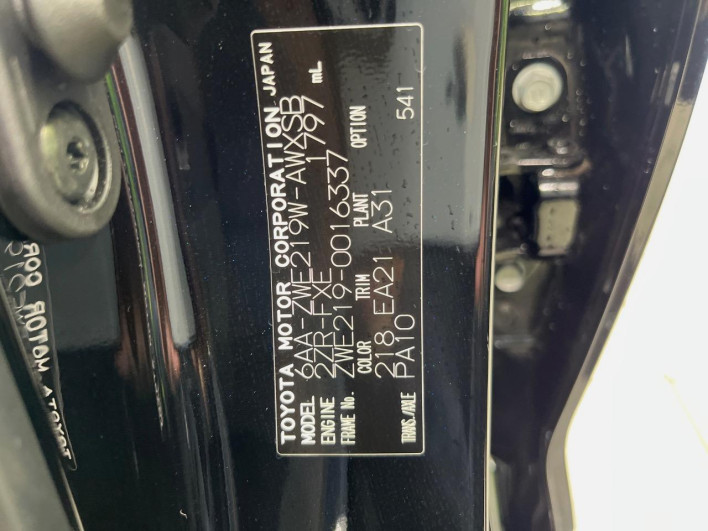 TOYOTA MOTOR CORPORATION JAPAN
MODEL 6AA-ZWE219W-AWXSB
ENGINE 2ZR-FXE 1797 mL
FRAME No. ZWE219-0016337
COLOR TRIM PLANT OPTION
218 EA21 A31 541
TRANS./AXLE PA10